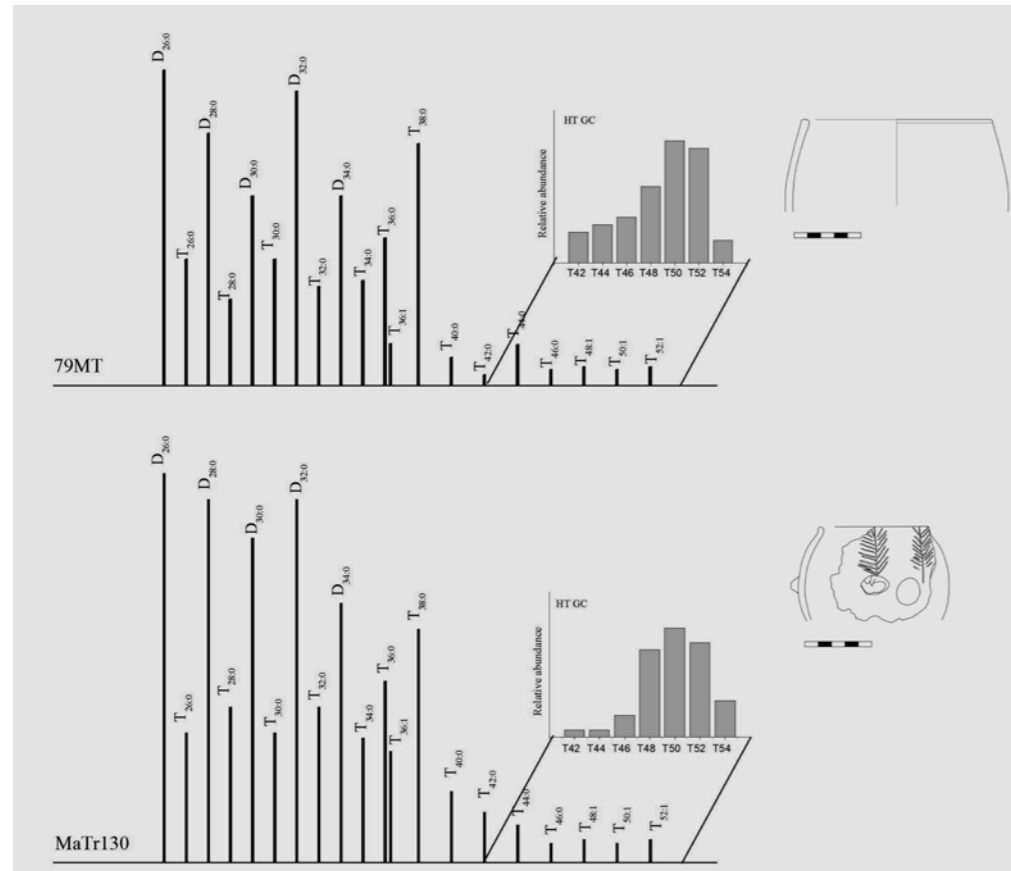 D26:0
T26:0
D28:0
T28:0
D30:0
T30:0
D32:0
T32:0
D34:0
T34:0
T36:0
T36:1
T38:0
T40:0
T42:0
T44:0
T46:0
T48:1
T50:1
T52:1
79MT
HT GC
Relative abundance
T42 T44 T46 T48 T50 T52 T54
D26:0
T26:0
D28:0
T28:0
D30:0
T30:0
D32:0
T32:0
D34:0
T34:0
T36:0
T36:1
T38:0
T40:0
T42:0
T44:0
T46:0
T48:1
T50:1
T52:1
MaTr130
HT GC
Relative abundance
T42 T44 T46 T48 T50 T52 T54